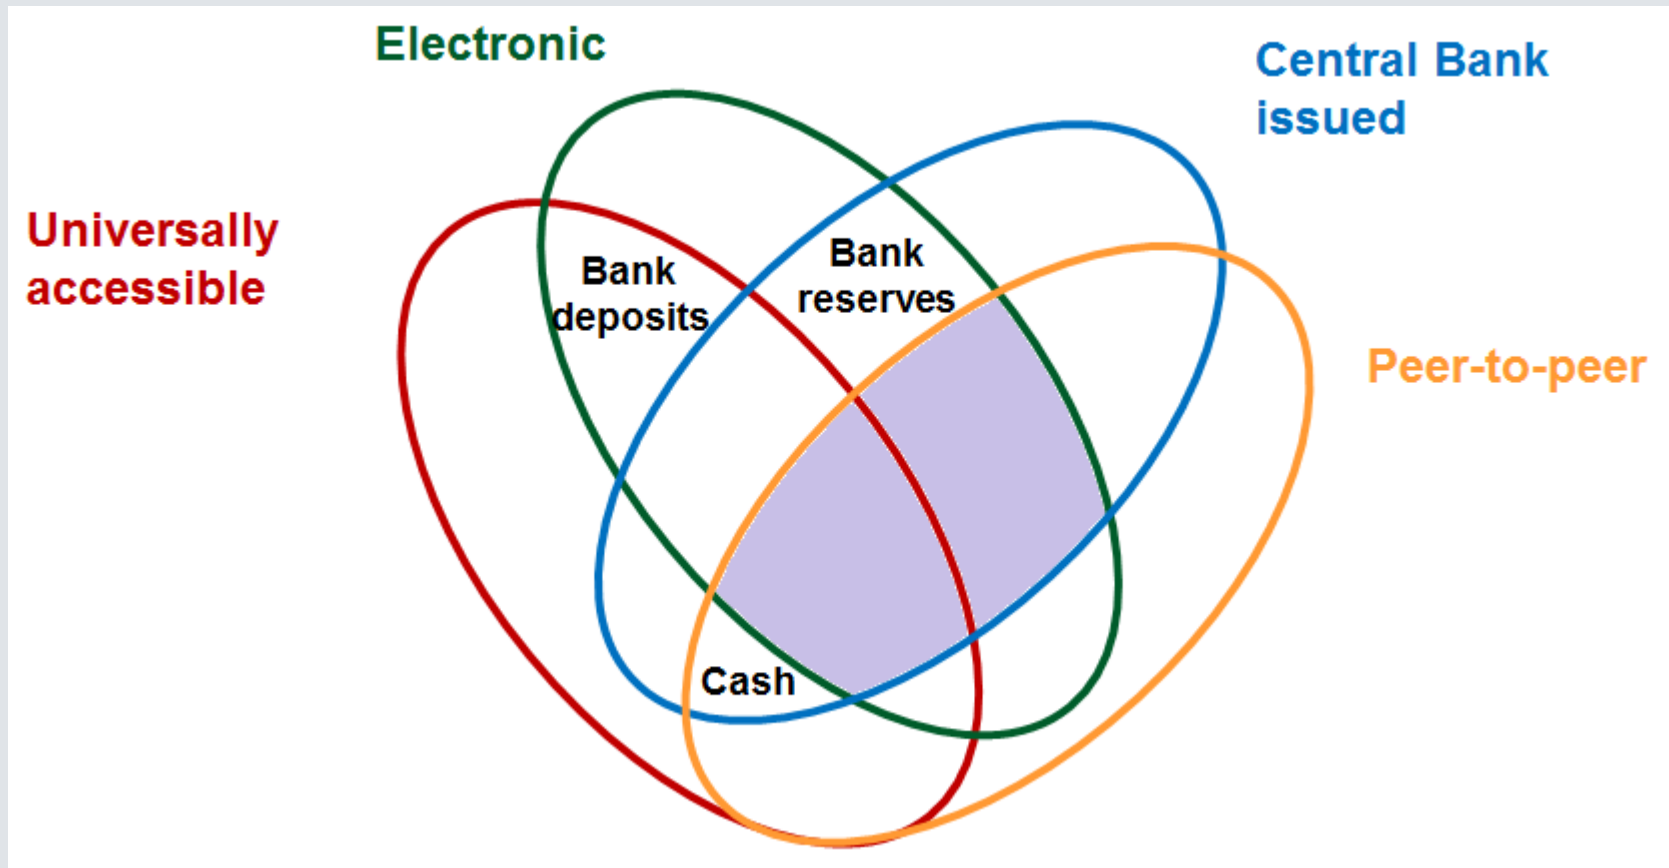 Electronic
Central Bank
issued
Universally
accessible
Bank
deposits
Bank
reserves
Peer-to-peer
Cash